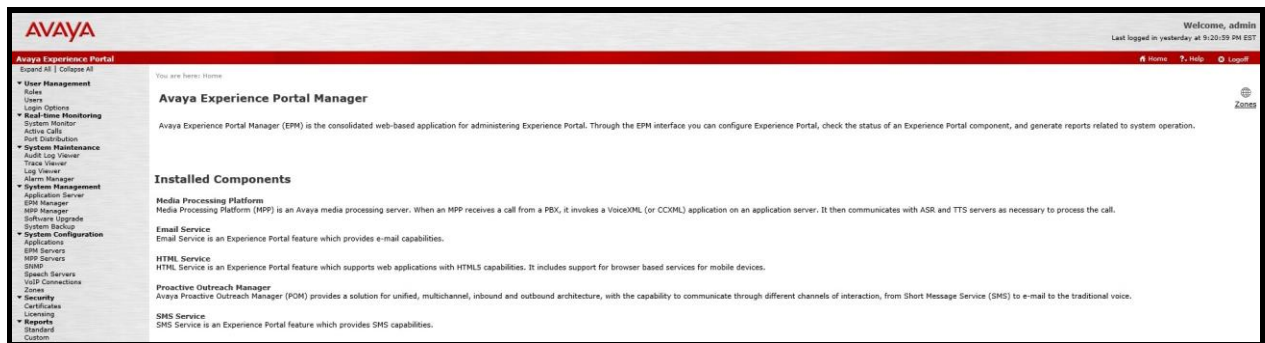 AVAYA
Welcome, admin
Last logged in yesterday at 9:20:59 PM EST
Avaya Experience Portal
Home ?. Help Logoff
Expand All | Collapse All
▼ User Management
Roles
Users
Login Options
▼ Real-time Monitoring
System Monitor
Active Calls
Port Distribution
▼ System Maintenance
Audit Log Viewer
Trace Viewer
Log Viewer
Alarm Manager
▼ System Management
Application Server
EPM Manager
MPP Manager
Software Upgrade
System Backup
▼ System Configuration
Applications
EPM Servers
MPP Servers
SNMP
Speech Servers
VoIP Connections
Zones
▼ Security
Certificates
Licensing
▼ Reports
Standard
Custom
You are here: Home
Avaya Experience Portal Manager
Zones
Avaya Experience Portal Manager (EPM) is the consolidated web-based application for administering Experience Portal. Through the EPM interface you can configure Experience Portal, check the status of an Experience Portal component, and generate reports related to system operation.
Installed Components
Media Processing Platform
Media Processing Platform (MPP) is an Avaya media processing server. When an MPP receives a call from a PBX, it invokes a VoiceXML (or CCXML) application on an application server. It then communicates with ASR and TTS servers as necessary to process the call.
Email Service
Email Service is an Experience Portal feature which provides e-mail capabilities.
HTML Service
HTML Service is an Experience Portal feature which supports web applications with HTML5 capabilities. It includes support for browser based services for mobile devices.
Proactive Outreach Manager
Avaya Proactive Outreach Manager (POM) provides a solution for unified, multichannel, inbound and outbound architecture, with the capability to communicate through different channels of interaction, from Short Message Service (SMS) to e-mail to the traditional voice.
SMS Service
SMS Service is an Experience Portal feature which provides SMS capabilities.